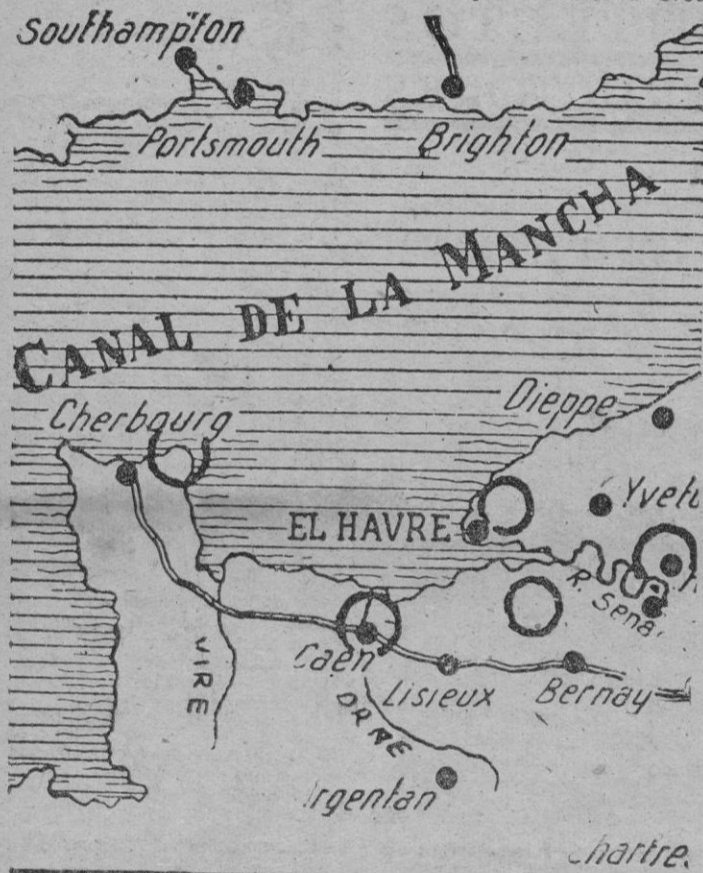 Southampton
Portsmouth
Brighton
CANAL DE LA MANCHA
Cherbourg
Dieppe
EL HAVRE
Yvet
R. Sena
Caen
VIRE
Lisieux
Bernay
ORNE
rgentan
hartre